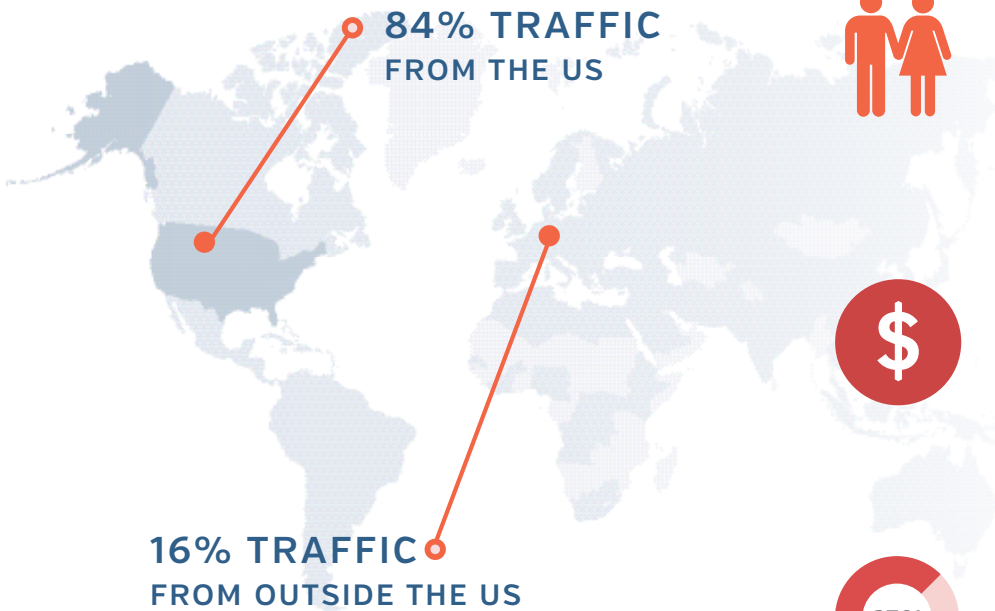 84% TRAFFIC
FROM THE US
$
16% TRAFFIC
FROM OUTSIDE THE US